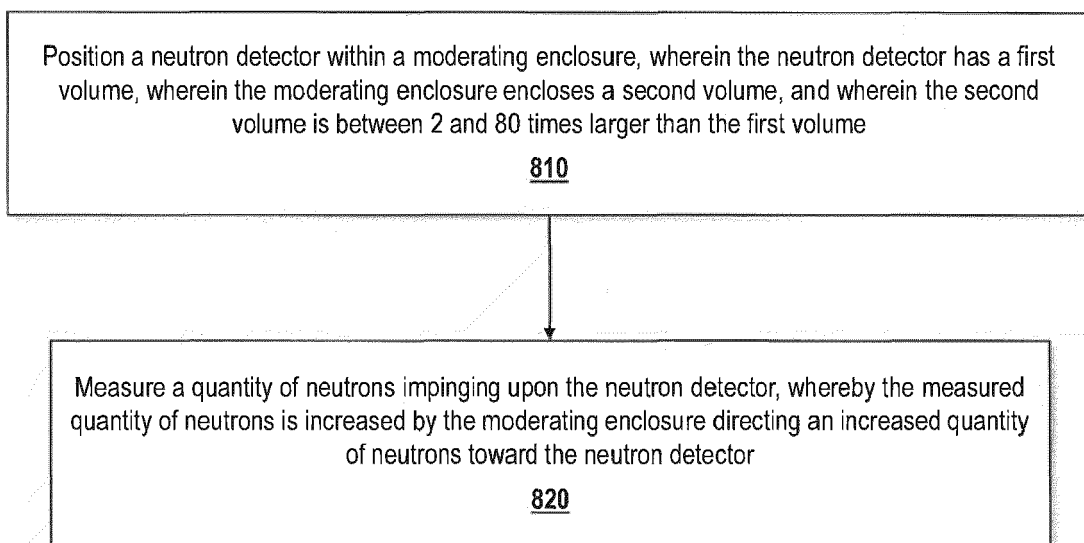 Position a neutron detector within a moderating enclosure, wherein the neutron detector has a first
volume, wherein the moderating enclosure encloses a second volume, and wherein the second
volume is between 2 and 80 times larger than the first volume
810
Measure a quantity of neutrons impinging upon the neutron detector, whereby the measured
quantity of neutrons is increased by the moderating enclosure directing an increased quantity
of neutrons toward the neutron detector
820